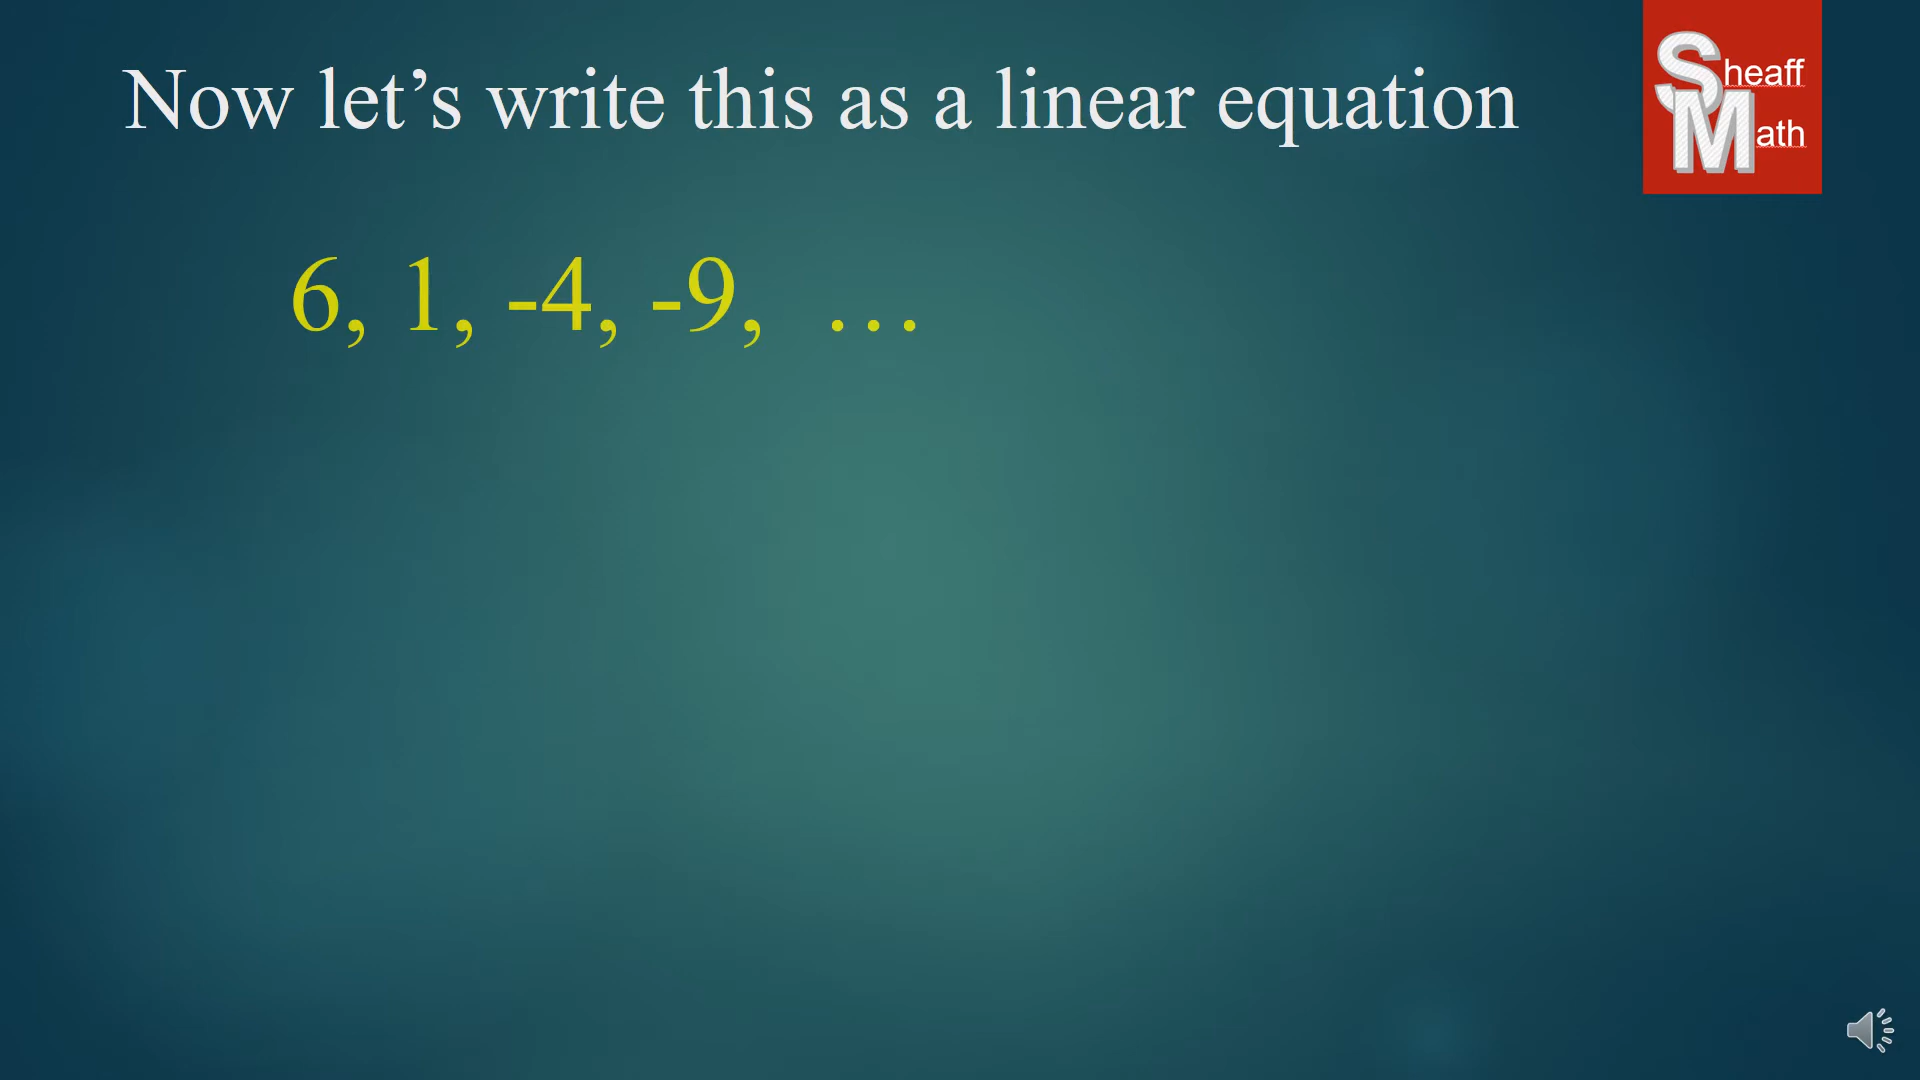 Now let’s write this as a linear equation
Sheaff
Math
6, 1, -4, -9, …